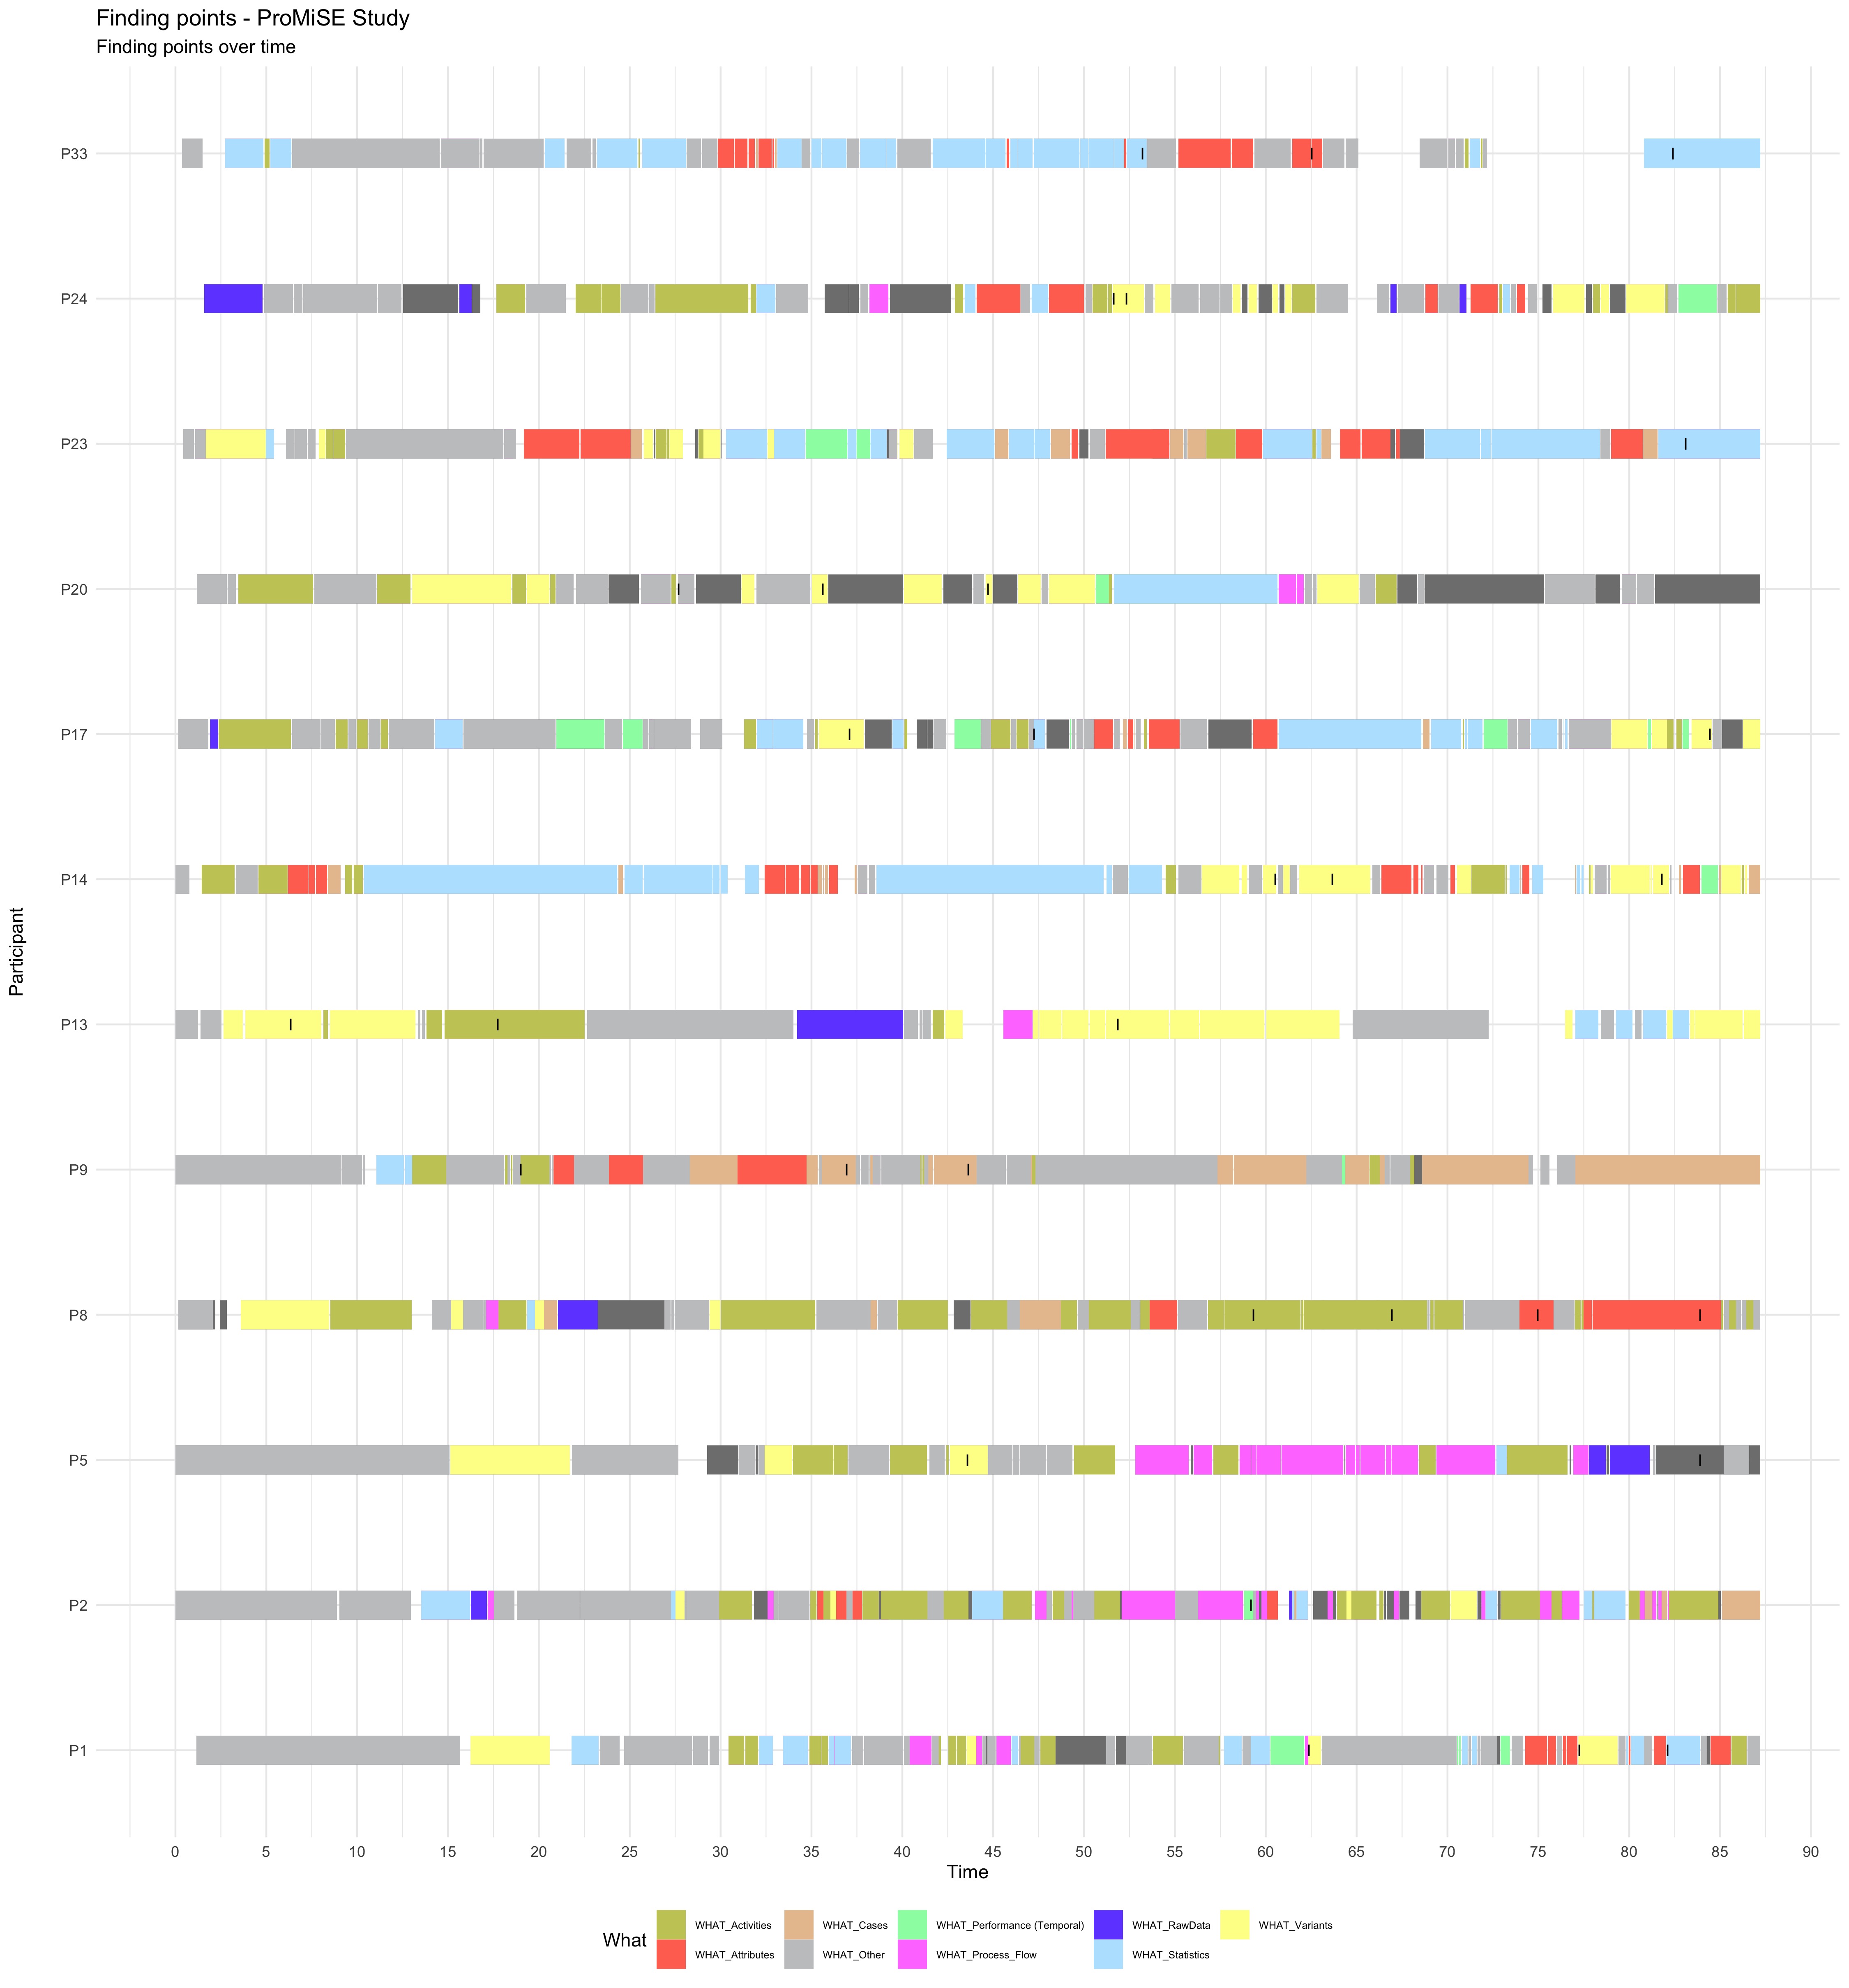 Finding points - ProMiSE Study
Finding points over time
P33
P24
P23
P20
P17
P14
P13
P9
P8
P5
P2
P1
Participant
0 5 10 15 20 25 30 35 40 45 50 55 60 65 70 75 80 85 90
Time
What
WHAT_Activities WHAT_Cases WHAT_Performance (Temporal) WHAT_RawData WHAT_Variants
WHAT_Attributes WHAT_Other WHAT_Process_Flow WHAT_Statistics